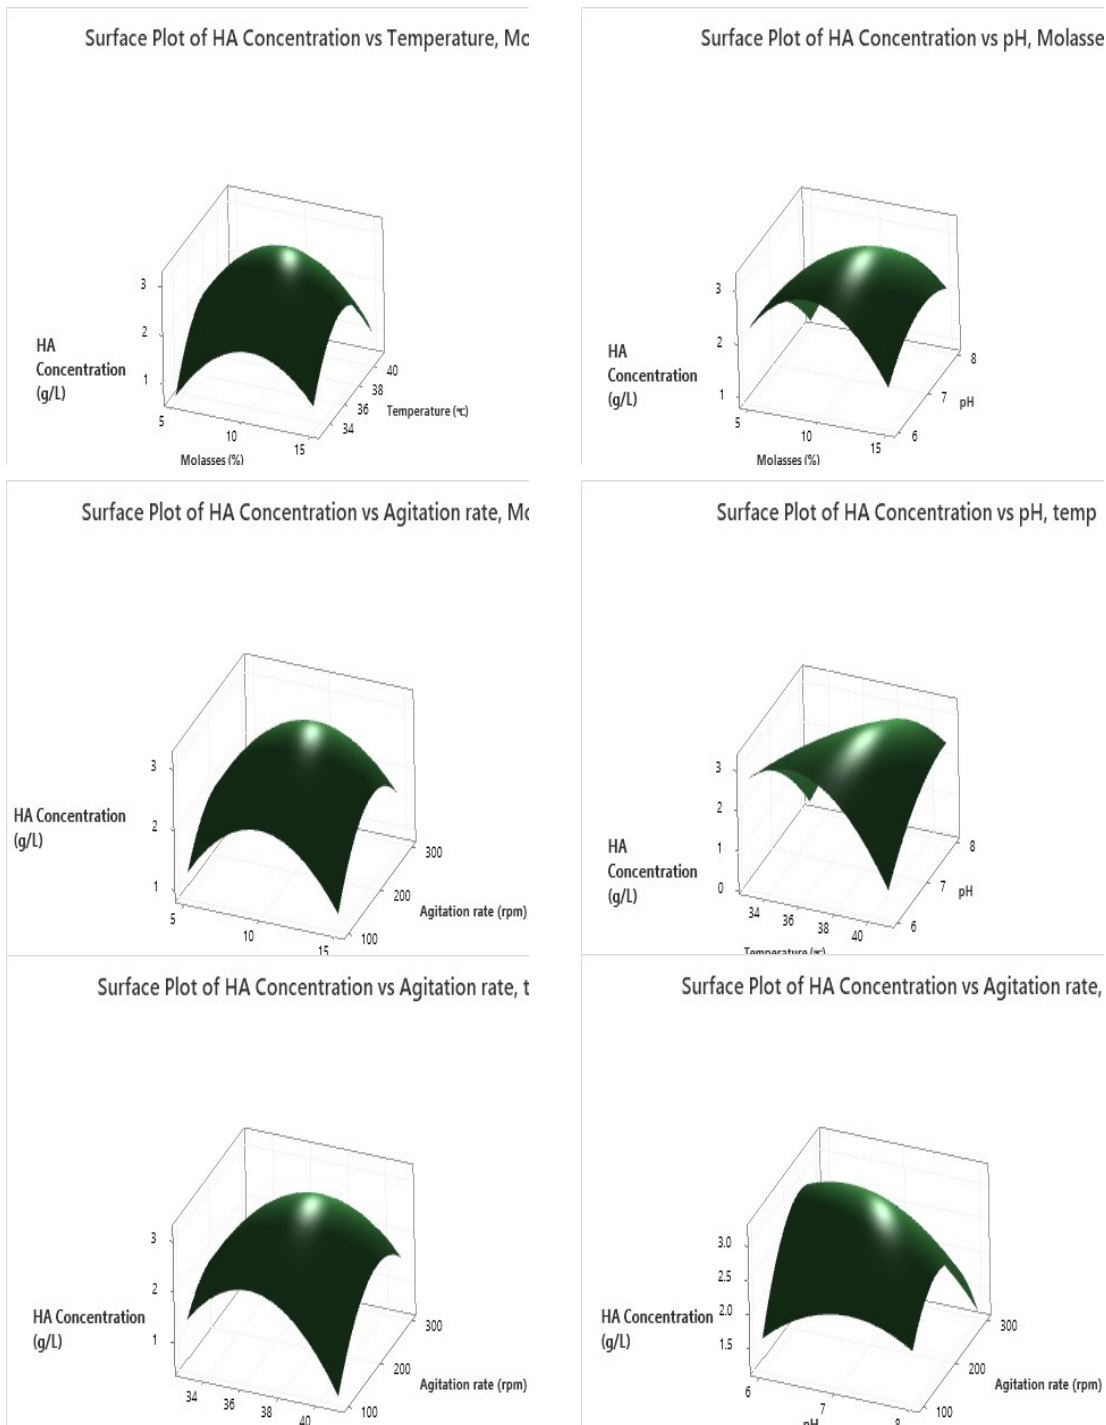 Surface Plot of HA Concentration vs Temperature, Mo
3
2
1
HA
Concentration
(g/L)
5
10
15
Molasses (%)
34
36
38
40
Temperature (℃)
Surface Plot of HA Concentration vs pH, Molasse
3
2
1
HA
Concentration
(g/L)
5
10
15
Molasses (%)
6
7
8
pH
Surface Plot of HA Concentration vs Agitation rate, Mo
3
2
1
HA Concentration
(g/L)
5
10
15
100
200
300
Agitation rate (rpm)
Surface Plot of HA Concentration vs pH, temp
3
2
1
0
HA
Concentration
(g/L)
34
36
38
40
Temperature (℃)
6
7
8
pH
Surface Plot of HA Concentration vs Agitation rate, t
3
2
1
HA Concentration
(g/L)
34
36
38
40
100
200
300
Agitation rate (rpm)
Surface Plot of HA Concentration vs Agitation rate,
3.0
2.5
2.0
1.5
HA Concentration
(g/L)
6
7
8
pH
100
200
300
Agitation rate (rpm)